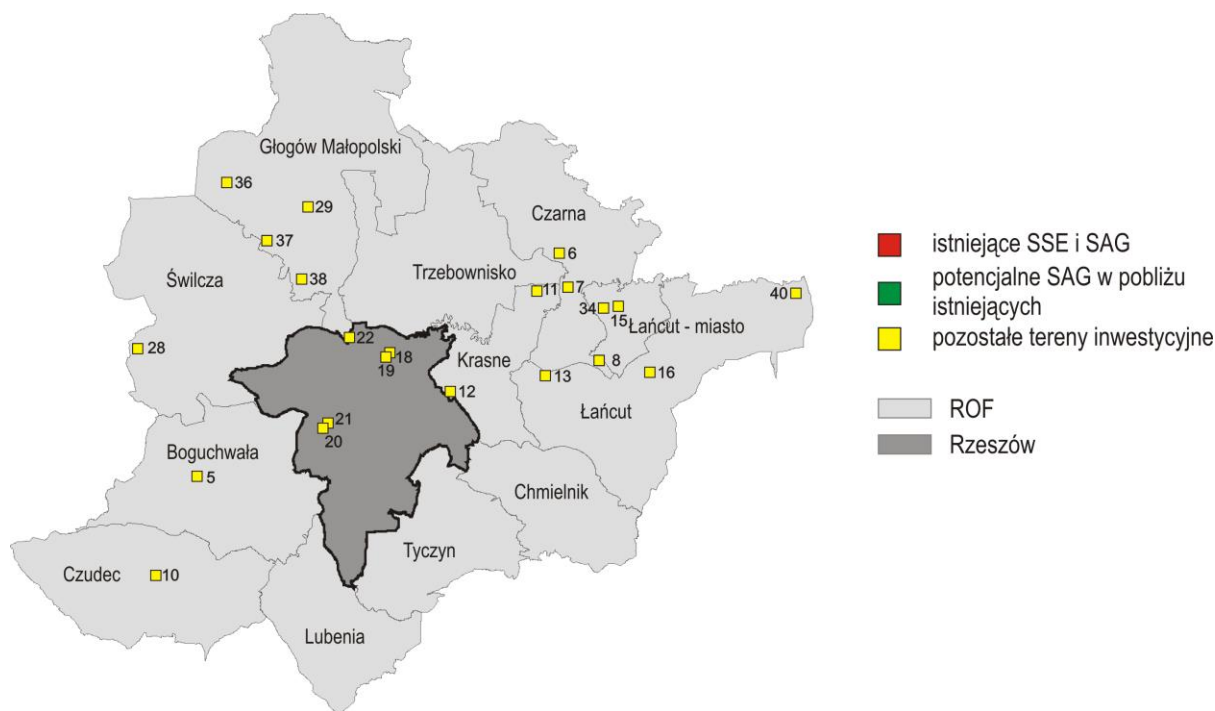 Głogów Małopolski
36
29
Czarna
37
6
istniejące SSE i SAG
Trzebownisko
38
Świlcza
11
7
40
potencjalne SAG w pobliżu
istniejących
34
15
Łańcut - miasto
22
28
18
19
Krasne
8
pozostałe tereny inwestycyjne
13
16
12
Łańcut
ROF
21
20
Rzeszów
Boguchwała
5
Chmielnik
Tyczyn
Czudec
10
Lubenia